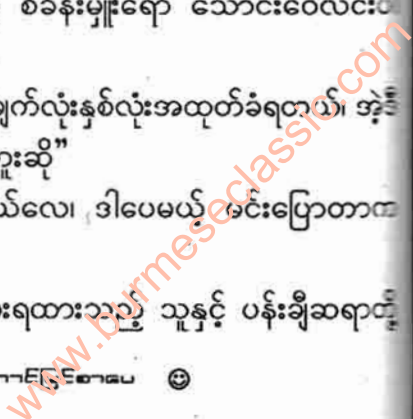 စခန်းမှူးရော သောင်းဝေလင်းပါ
ချက်လုံးနှစ်လုံးအထုတ်ခံရတယ်၊ အဲ့ဒီ
ူးဆို”
ယ်လေ၊ ဒါပေမယ့် မင်းပြောတာက
ရထားသည့် သူနှင့် ပန်းချီဆရာတို့
www.burmeseclassic.com